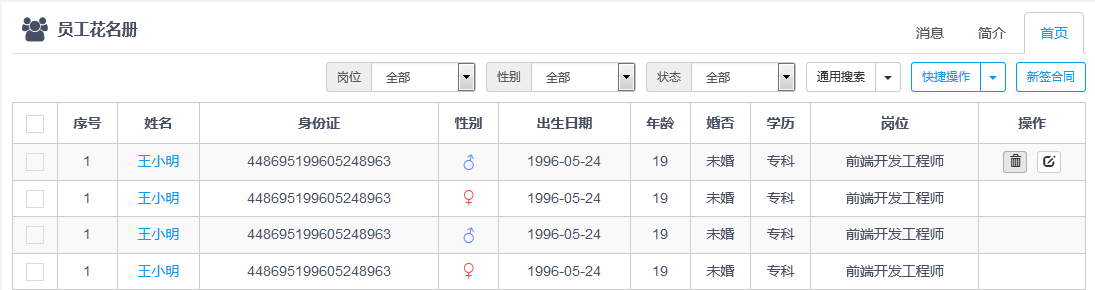 员工花名册
消息 简介 首页
岗位 全部 性别 全部 状态 全部 通用搜索 快捷操作 新签合同
序号 姓名 身份证 性别 出生日期 年龄 婚否 学历 岗位 操作
1 王小明 448695199605248963 ♂ 1996-05-24 19 未婚 专科 前端开发工程师
1 王小明 448695199605248963 ♀ 1996-05-24 19 未婚 专科 前端开发工程师
1 王小明 448695199605248963 ♂ 1996-05-24 19 未婚 专科 前端开发工程师
1 王小明 448695199605248963 ♀ 1996-05-24 19 未婚 专科 前端开发工程师